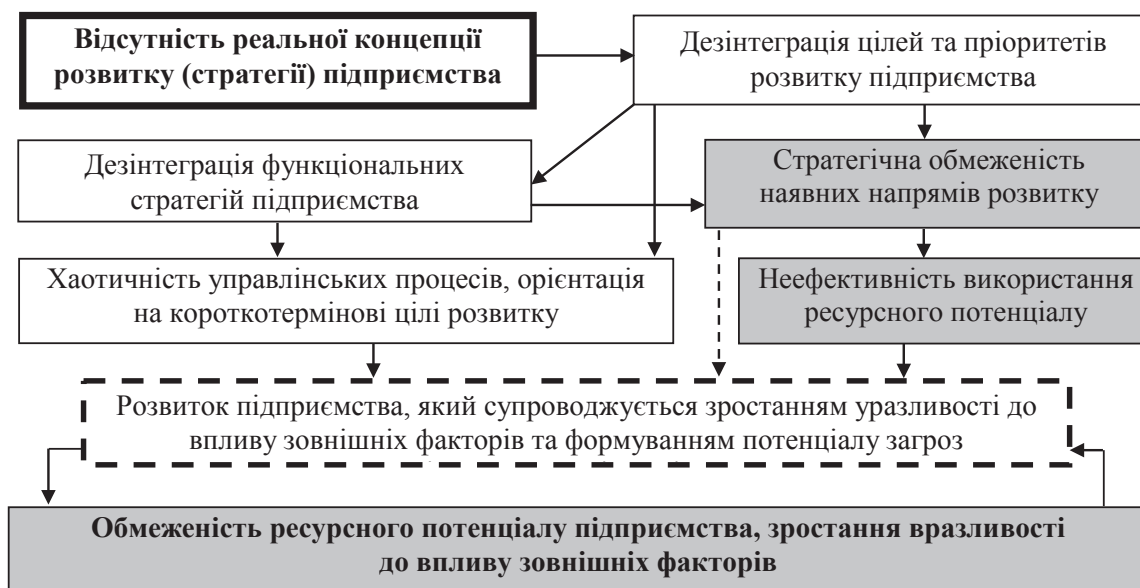 Відсутність реальної концепції
розвитку (стратегії) підприємства
Дезінтеграція цілей та пріоритетів
розвитку підприємства
Дезінтеграція функціональних
стратегій підприємства
Стратегічна обмеженість
наявних напрямів розвитку
Хаотичність управлінських процесів, орієнтація
на короткотермінові цілі розвитку
Неефективність використання
ресурсного потенціалу
Розвиток підприємства, який супроводжується зростанням уразливості до
впливу зовнішніх факторів та формуванням потенціалу загроз
Обмеженість ресурсного потенціалу підприємства, зростання вразливості
до впливу зовнішніх факторів